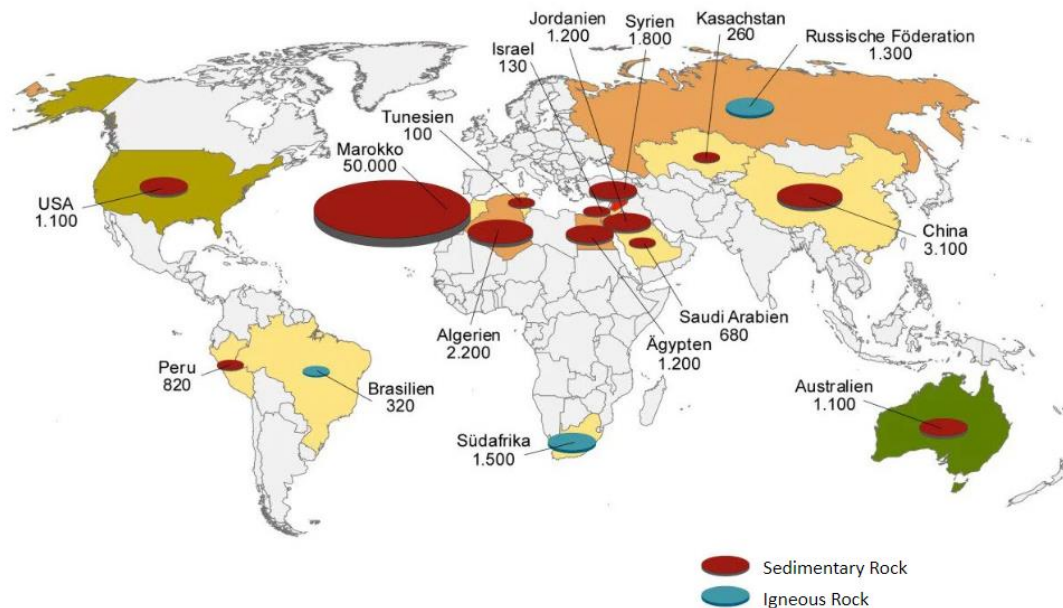 Jordanien
1.200
Syrien
1.800
Kasachstan
260
Russische Föderation
1.300
Israel
130
Tunesien
100
Marokko
50.000
USA
1.100
China
3.100
Algerien
2.200
Saudi Arabien
680
Ägypten
1.200
Peru
820
Brasilien
320
Australien
1.100
Südafrika
1.500
Sedimentary Rock
Igneous Rock